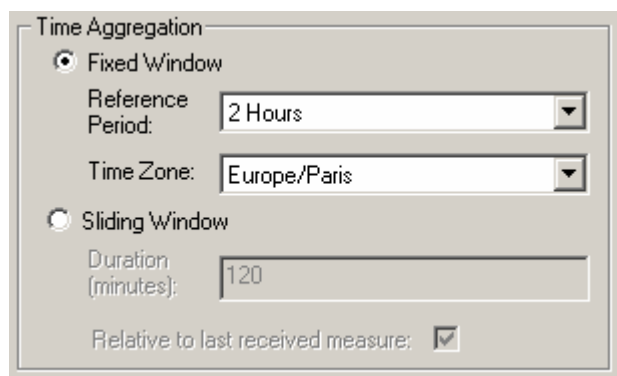 Time Aggregation
Fixed Window
Reference
Period:
2 Hours
Time Zone:
Europe/Paris
Sliding Window
Duration
(minutes):
120
Relative to last received measure: